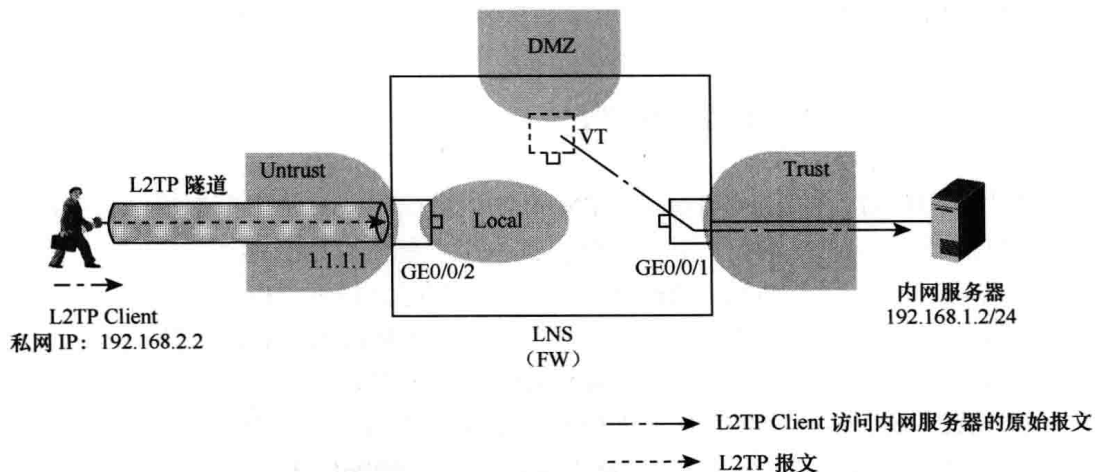 DMZ
VT
Untrust
Trust
L2TP 隧道
Local
1.1.1.1
GE0/0/2
GE0/0/1
L2TP Client
私网 IP：192.168.2.2
内网服务器
192.168.1.2/24
LNS
（FW）
L2TP Client 访问内网服务器的原始报文
L2TP 报文